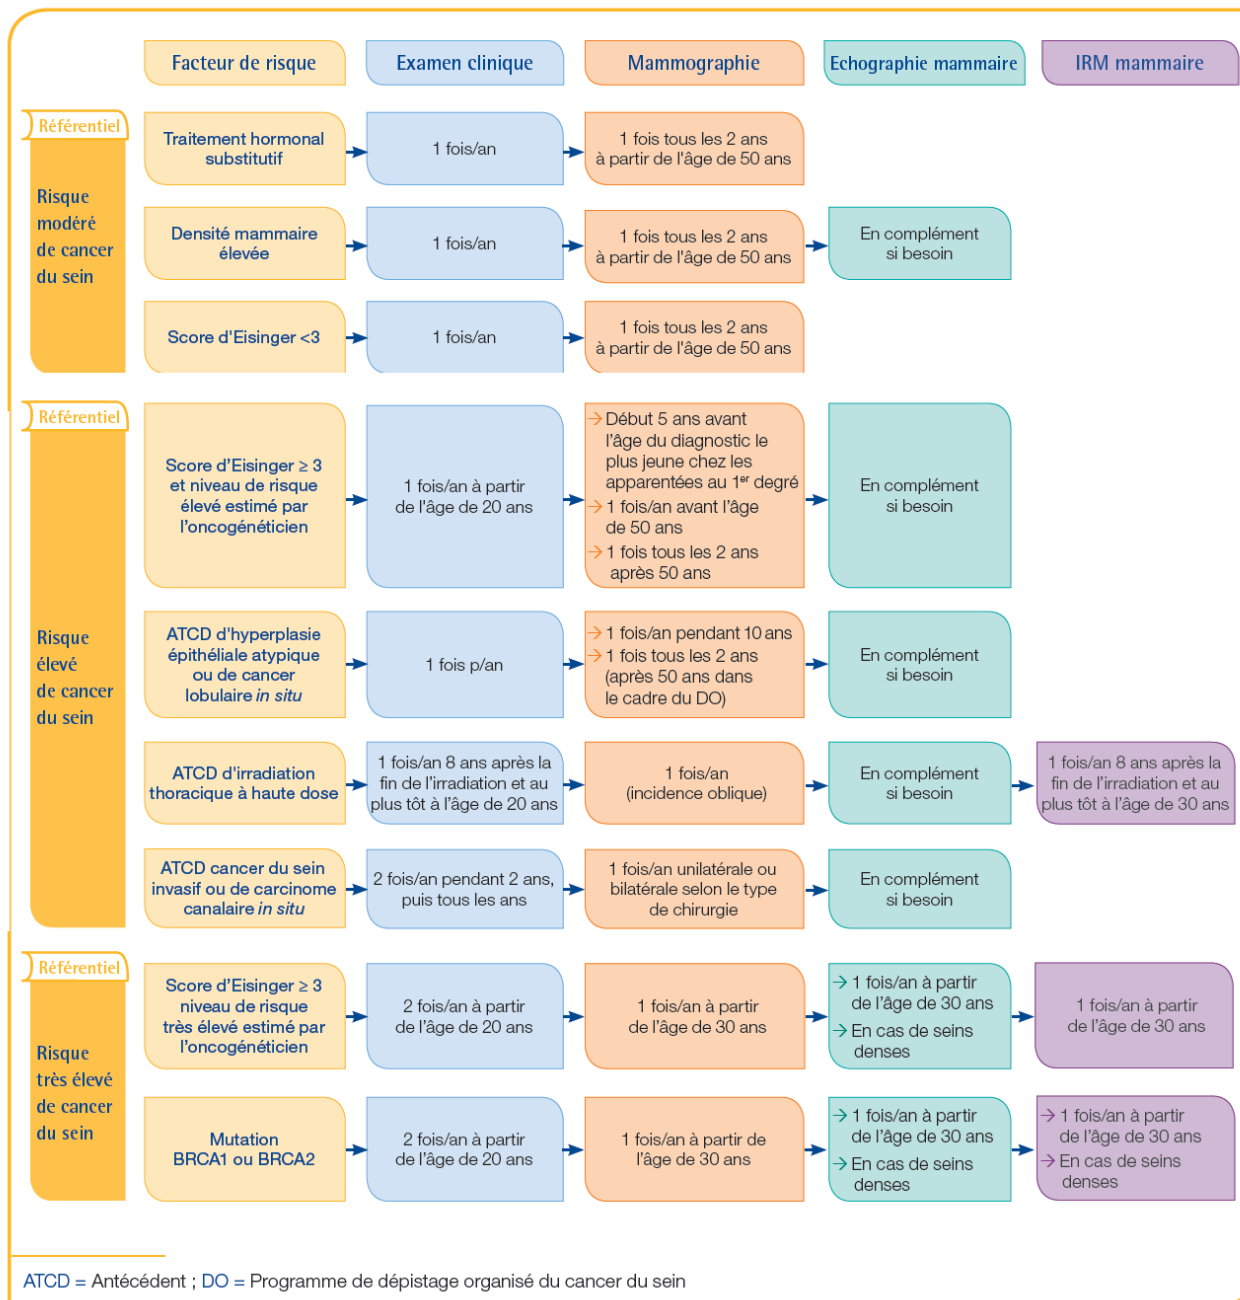 Facteur de risque
Examen clinique
Mammographie
Echographie mammaire
IRM mammaire
Référentiel
Risque
modéré
de cancer
du sein
Traitement hormonal
substitutif
1 fois/an
1 fois tous les 2 ans
à partir de l'âge de 50 ans
Densité mammaire
élevée
1 fois/an
1 fois tous les 2 ans
à partir de l'âge de 50 ans
En complément
si besoin
Score d'Eisinger <3
1 fois/an
1 fois tous les 2 ans
à partir de l'âge de 50 ans
Référentiel
Risque
élevé
de cancer
du sein
Score d'Eisinger ≥ 3
et niveau de risque
élevé estimé par
l'oncogénéticien
1 fois/an à partir
de l'âge de 20 ans
→ Début 5 ans avant
l'âge du diagnostic le
plus jeune chez les
apparentées au 1er degré
→ 1 fois/an avant l'âge
de 50 ans
→ 1 fois tous les 2 ans
après 50 ans
En complément
si besoin
ATCD d'hyperplasie
épithéliale atypique
ou de cancer
lobulaire in situ
1 fois p/an
→ 1 fois/an pendant 10 ans
→ 1 fois tous les 2 ans
(après 50 ans dans
le cadre du DO)
En complément
si besoin
ATCD d'irradiation
thoracique à haute dose
1 fois/an 8 ans après la
fin de l'irradiation et au
plus tôt à l'âge de 20 ans
1 fois/an
(incidence oblique)
En complément
si besoin
1 fois/an 8 ans après la
fin de l'irradiation et au
plus tôt à l'âge de 30 ans
ATCD cancer du sein
invasif ou de carcinome
canalaire in situ
2 fois/an pendant 2 ans,
puis tous les ans
1 fois/an unilatérale ou
bilatérale selon le type
de chirurgie
En complément
si besoin
Référentiel
Risque
très élevé
de cancer
du sein
Score d'Eisinger ≥ 3
niveau de risque
très élevé estimé par
l'oncogénéticien
2 fois/an à partir
de l'âge de 20 ans
1 fois/an à partir
de l'âge de 30 ans
→ 1 fois/an à partir
de l'âge de 30 ans
→ En cas de seins
denses
1 fois/an à partir
de l'âge de 30 ans
Mutation
BRCA1 ou BRCA2
2 fois/an à partir
de l'âge de 20 ans
1 fois/an à partir de
l'âge de 30 ans
→ 1 fois/an à partir
de l'âge de 30 ans
→ En cas de seins
denses
→ 1 fois/an à partir
de l'âge de 30 ans
→ En cas de seins
denses
ATCD = Antécédent ; DO = Programme de dépistage organisé du cancer du sein